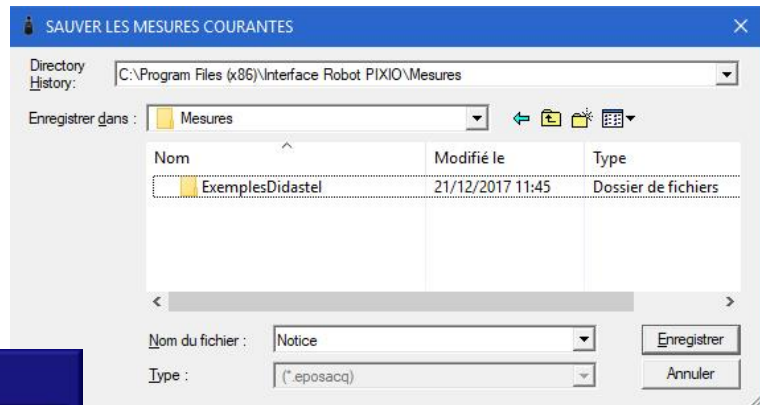 SAUVER LES MESURES COURANTES
Directory History: C:\Program Files (x86)\Interface Robot PIXIO\Mesures
Enregistrer dans : Mesures
Nom Modifié le Type
ExemplesDidastel 21/12/2017 11:45 Dossier de fichiers
Nom du fichier : Notice Enregistrer
Type : (*.eposacq) Annuler